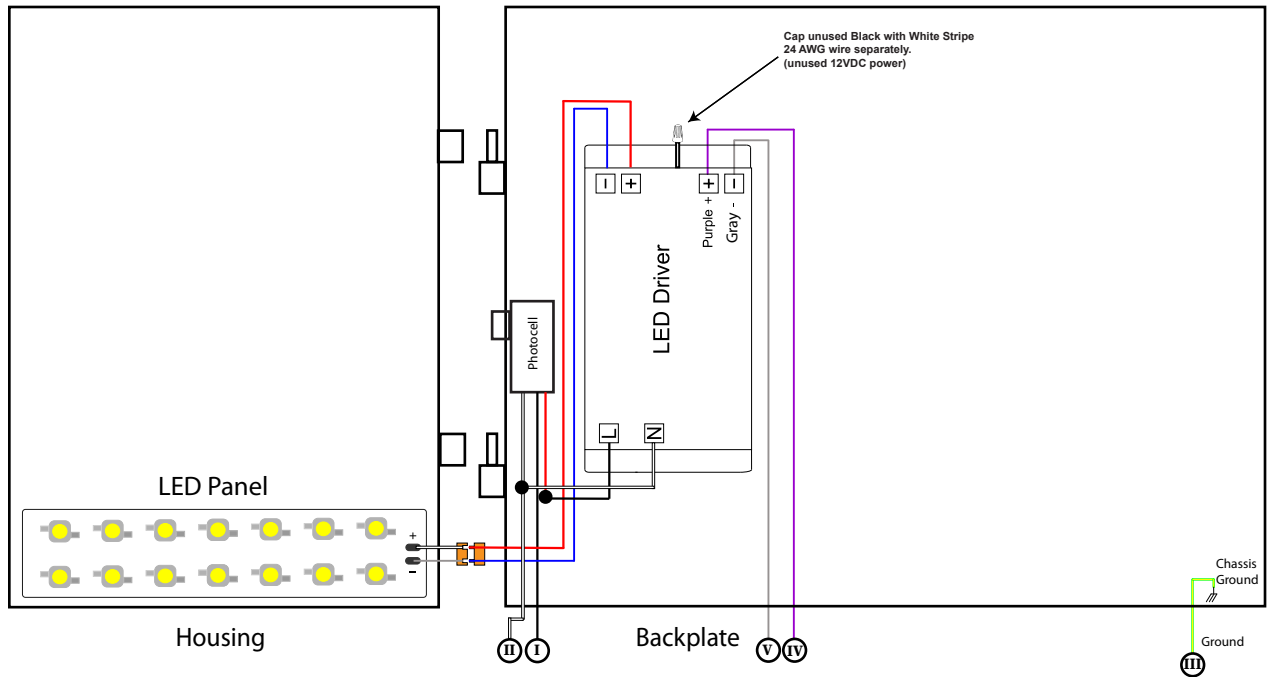 Cap unused Black with White Stripe
24 AWG wire separately.
(unused 12VDC power)
− +
+ −
Purple +
Gray -
LED Driver
Photocell
L N
LED Panel
+
−
Chassis
Ground
Housing
Backplate
Ground
II I
V IV
III